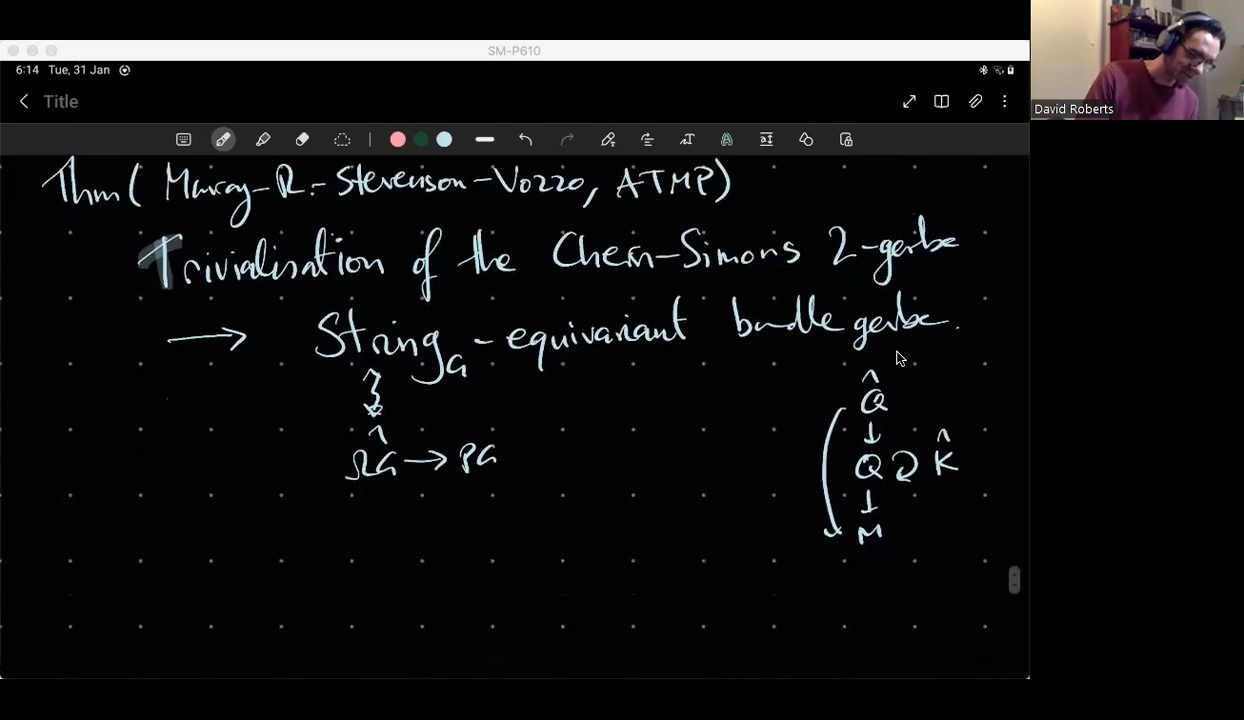 SM-P610
6:14 Tue, 31 Jan
Title
David Roberts
Thm (Murray-R.-Stevenson-Vozzo, ATMP)
Trivialisation of the Chern-Simons 2-gerbe
→ String_G-equivariant bundle gerbe.
Q̂
↓
Q K̂
↓
M
Ω̂G → PG